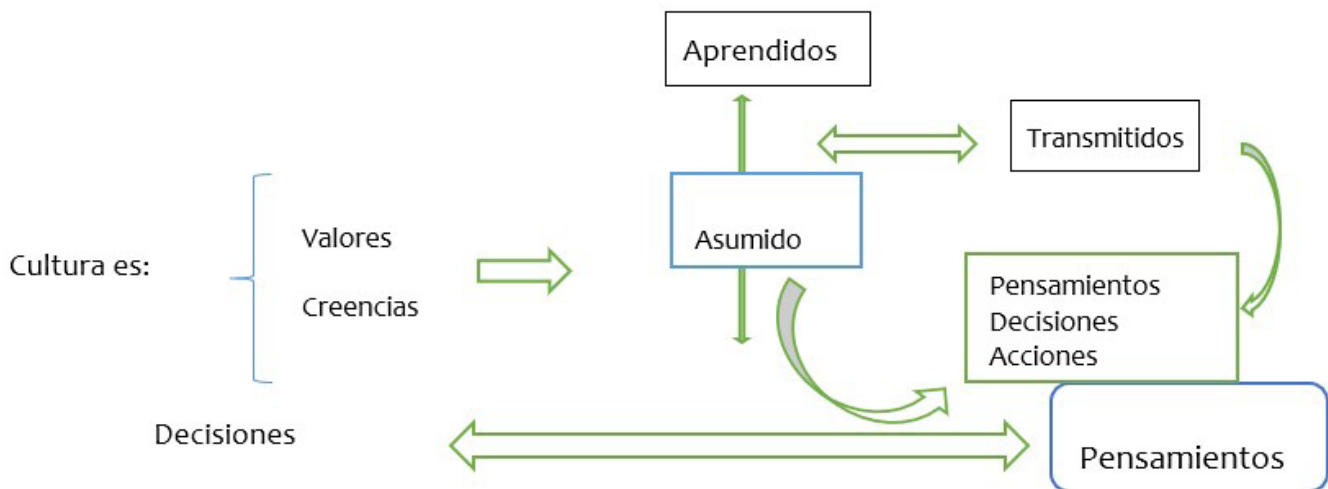 Aprendidos
Transmitidos
Valores
Asumido
Cultura es:
Creencias
Pensamientos
Decisiones
Acciones
Decisiones
Pensamientos